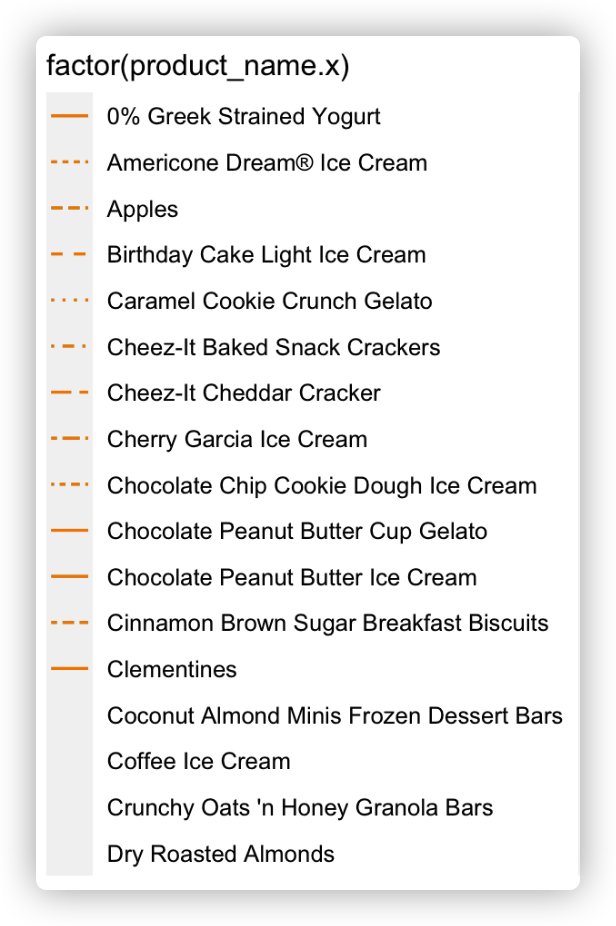 factor(product_name.x)
0% Greek Strained Yogurt
Americone Dream® Ice Cream
Apples
Birthday Cake Light Ice Cream
Caramel Cookie Crunch Gelato
Cheez-It Baked Snack Crackers
Cheez-It Cheddar Cracker
Cherry Garcia Ice Cream
Chocolate Chip Cookie Dough Ice Cream
Chocolate Peanut Butter Cup Gelato
Chocolate Peanut Butter Ice Cream
Cinnamon Brown Sugar Breakfast Biscuits
Clementines
Coconut Almond Minis Frozen Dessert Bars
Coffee Ice Cream
Crunchy Oats 'n Honey Granola Bars
Dry Roasted Almonds